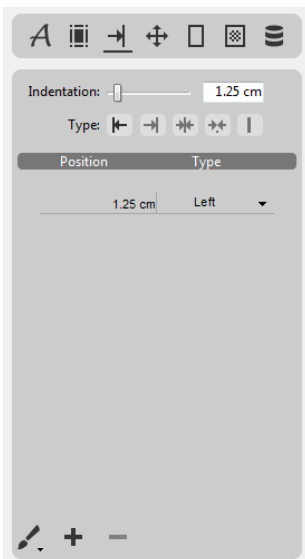 A
Indentation: 1.25 cm
Type:
Position Type
1.25 cm Left